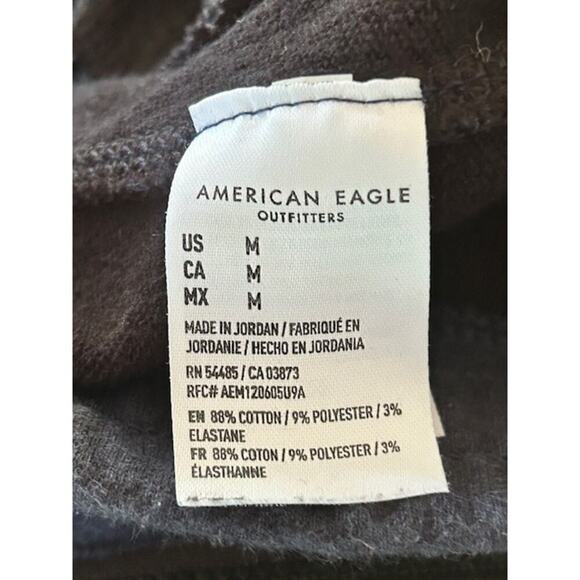 AMERICAN EAGLE
OUTFITTERS
US M
CA M
MX M
MADE IN JORDAN / FABRIQUÉ EN
JORDANIE / HECHO EN JORDANIA
RN 54485 / CA 03873
RFC# AEM120605U9A
EN 88% COTTON / 9% POLYESTER / 3%
ELASTANE
FR 88% COTON / 9% POLYESTER / 3%
ÉLASTHANNE